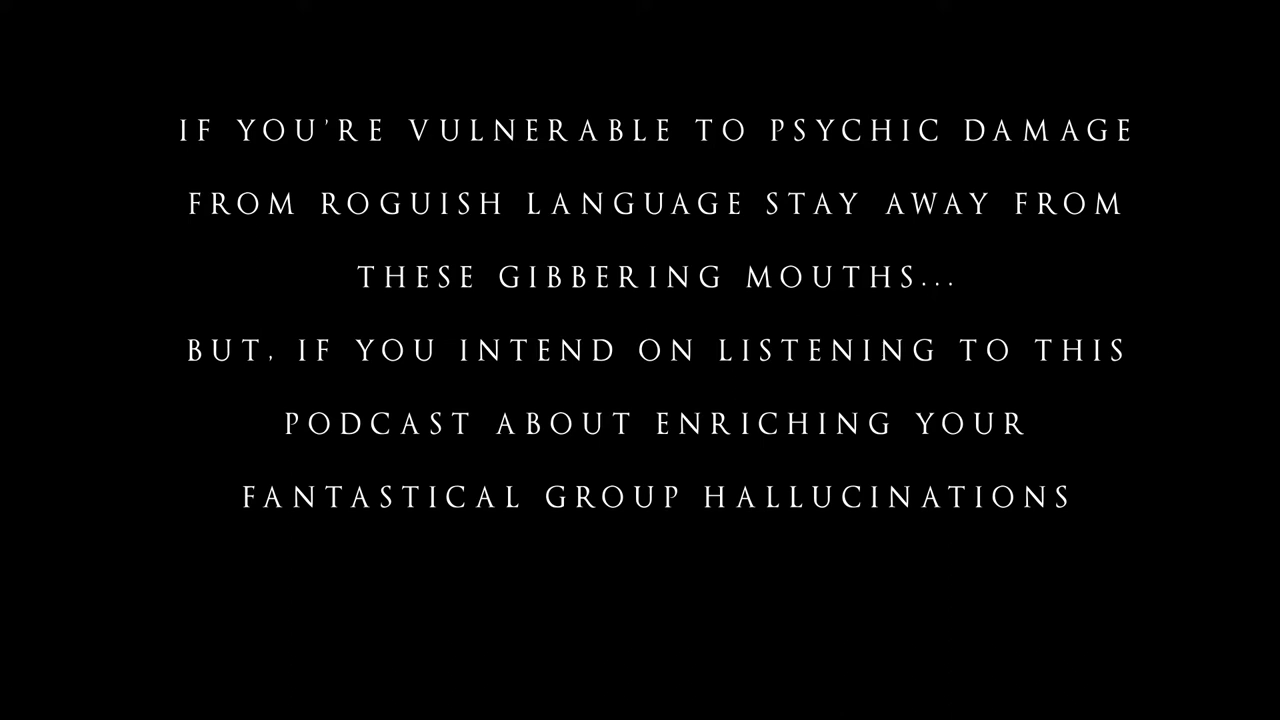 IF YOU'RE VULNERABLE TO PSYCHIC DAMAGE
FROM ROGUISH LANGUAGE STAY AWAY FROM
THESE GIBBERING MOUTHS...
BUT, IF YOU INTEND ON LISTENING TO THIS
PODCAST ABOUT ENRICHING YOUR
FANTASTICAL GROUP HALLUCINATIONS